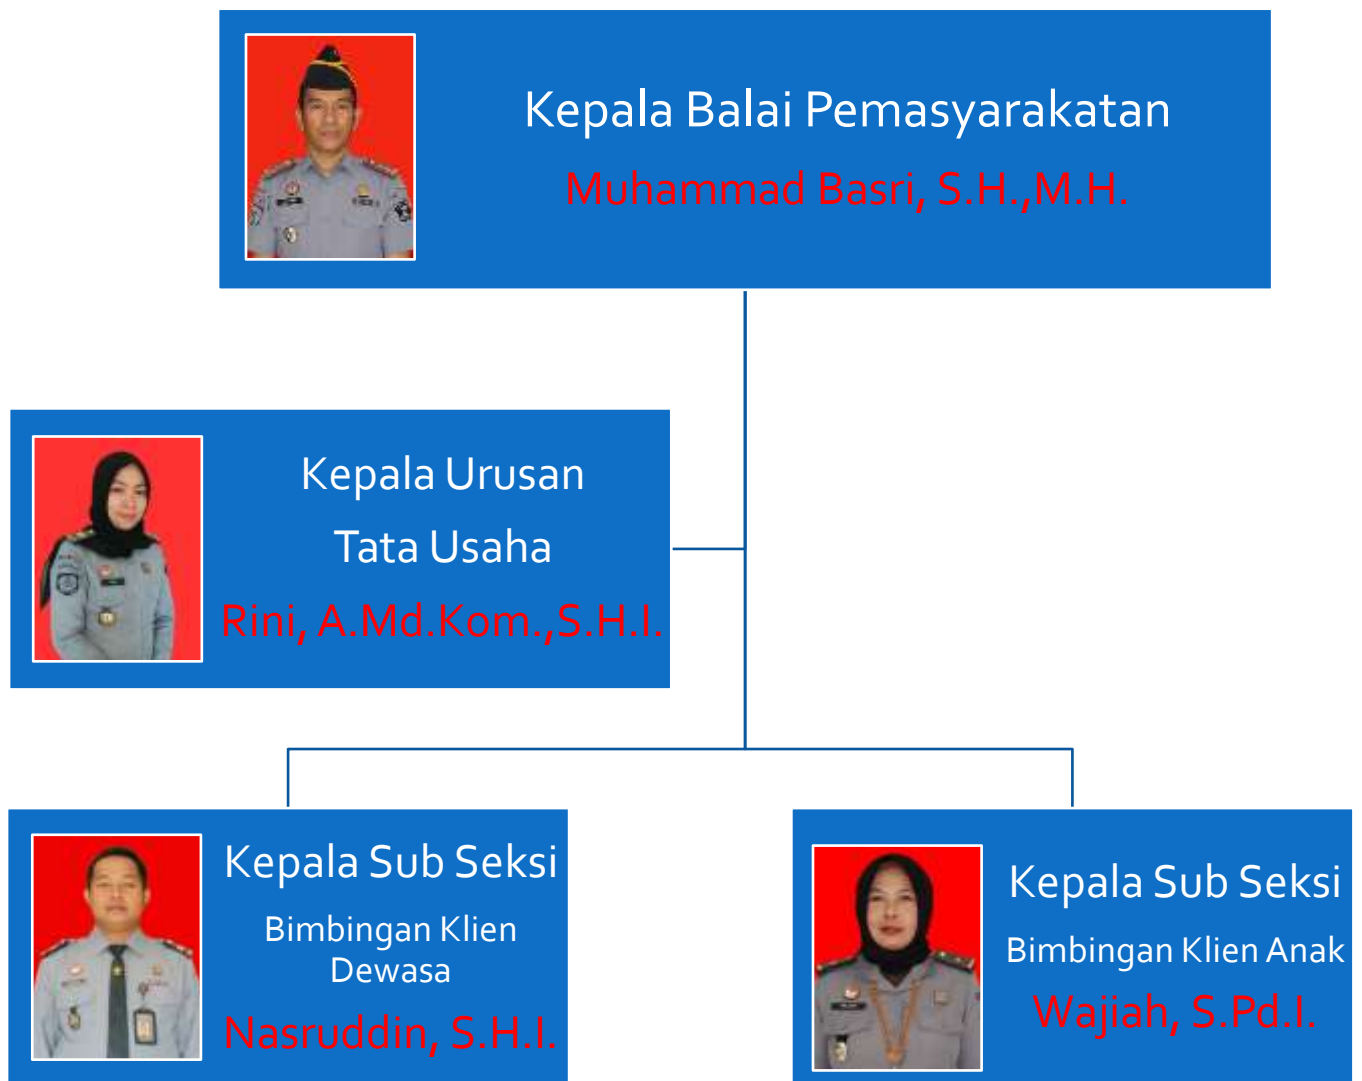 Kepala Balai Pemasyarakatan
Muhammad Basri, S.H.,M.H.
Kepala Urusan
Tata Usaha
Rini, A.Md.Kom.,S.H.I.
Kepala Sub Seksi
Bimbingan Klien
Dewasa
Nasruddin, S.H.I.
Kepala Sub Seksi
Bimbingan Klien Anak
Wajiah, S.Pd.I.